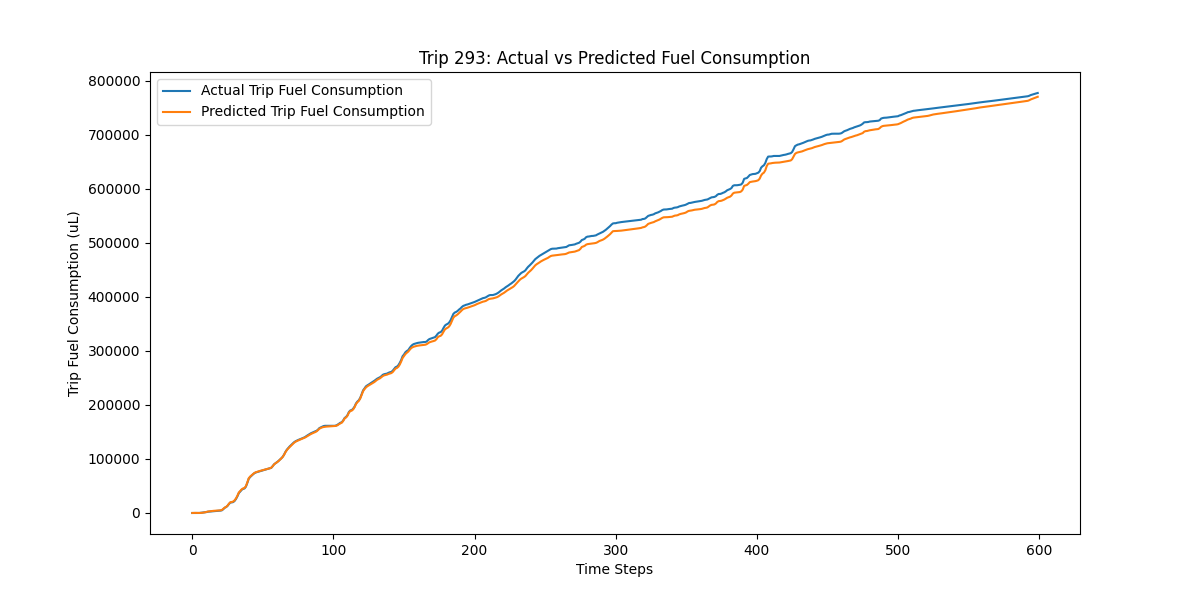 Trip 293: Actual vs Predicted Fuel Consumption
Actual Trip Fuel Consumption
Predicted Trip Fuel Consumption
Trip Fuel Consumption (uL)
800000
700000
600000
500000
400000
300000
200000
100000
0
0 100 200 300 400 500 600
Time Steps